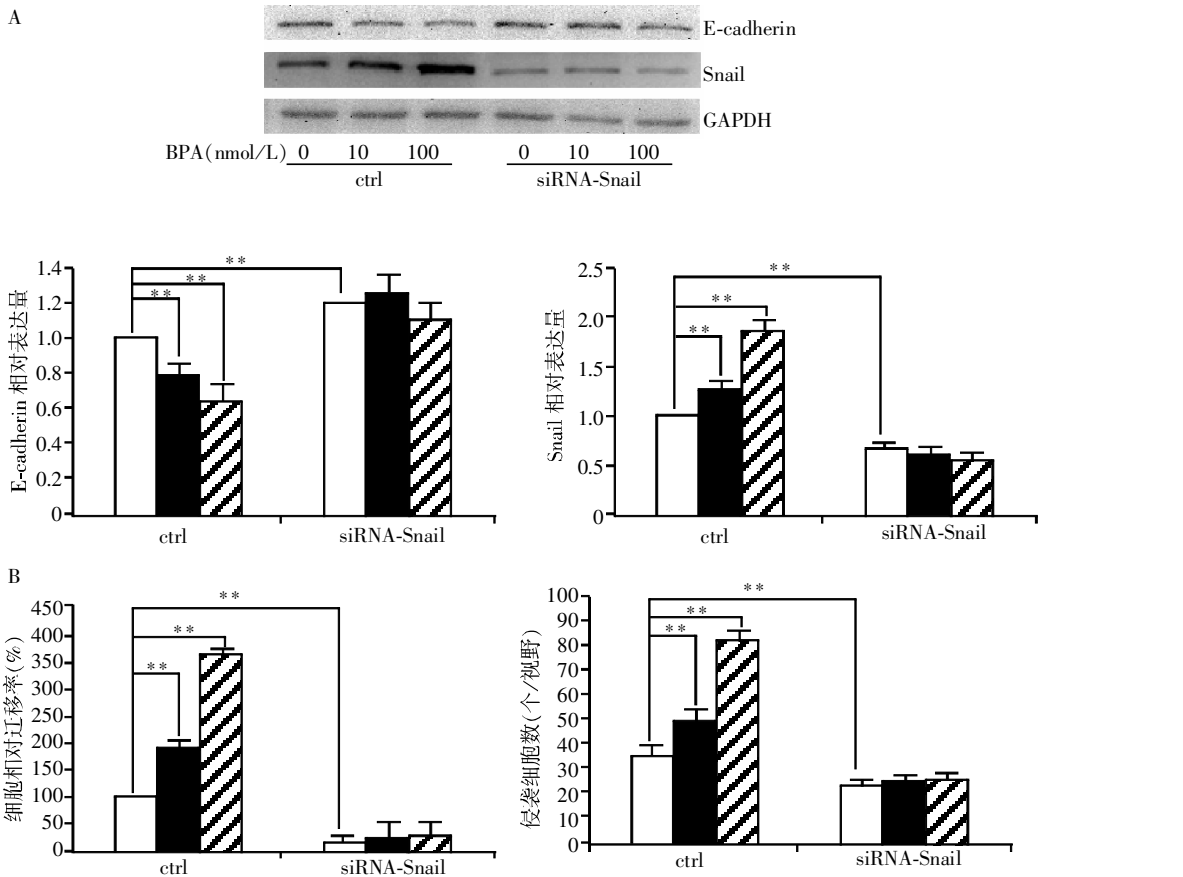 A
E-cadherin
Snail
GAPDH
BPA(nmol/L) 0 10 100 0 10 100
ctrl siRNA-Snail
E-cadherin 相对表达量
1.4
1.2
1.0
0.8
0.6
0.4
0.2
0
** ** **
ctrl siRNA-Snail
Snail 相对表达量
2.5
2.0
1.5
1.0
0.5
0
** ** **
ctrl siRNA-Snail
B
细胞相对迁移率(%)
450
400
350
300
250
200
150
100
50
0
** ** **
ctrl siRNA-Snail
侵袭细胞数(个/视野)
100
90
80
70
60
50
40
30
20
10
0
** ** **
ctrl siRNA-Snail